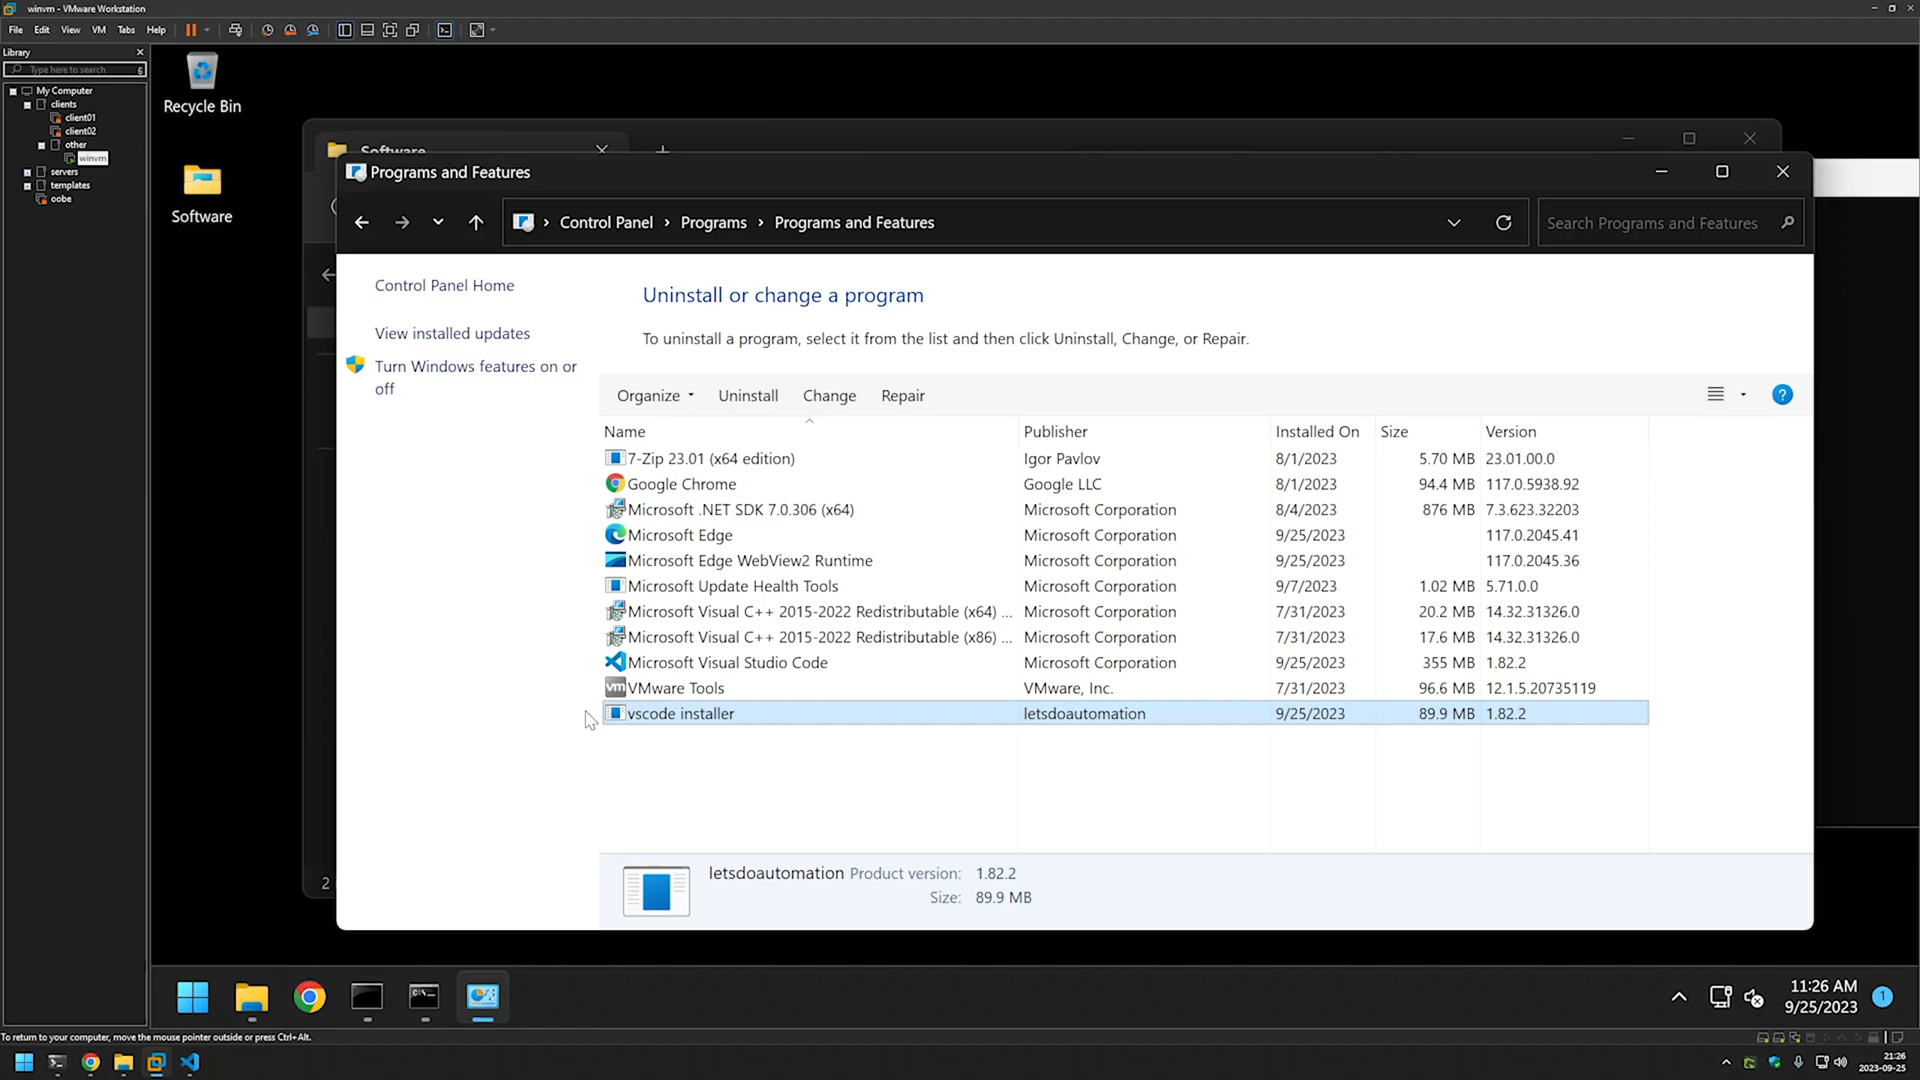 winvm - VMware Workstation
File Edit View VM Tabs Help
Library
Type here to search
My Computer
clients
client01
client02
other
winvm
servers
templates
oobe
Recycle Bin
Software
Software
Programs and Features
Control Panel > Programs > Programs and Features
Search Programs and Features
Control Panel Home
View installed updates
Turn Windows features on or
off
Uninstall or change a program
To uninstall a program, select it from the list and then click Uninstall, Change, or Repair.
Organize Uninstall Change Repair
Name Publisher Installed On Size Version
7-Zip 23.01 (x64 edition) Igor Pavlov 8/1/2023 5.70 MB 23.01.00.0
Google Chrome Google LLC 8/1/2023 94.4 MB 117.0.5938.92
Microsoft .NET SDK 7.0.306 (x64) Microsoft Corporation 8/4/2023 876 MB 7.3.623.32203
Microsoft Edge Microsoft Corporation 9/25/2023 117.0.2045.41
Microsoft Edge WebView2 Runtime Microsoft Corporation 9/25/2023 117.0.2045.36
Microsoft Update Health Tools Microsoft Corporation 9/7/2023 1.02 MB 5.71.0.0
Microsoft Visual C++ 2015-2022 Redistributable (x64) ... Microsoft Corporation 7/31/2023 20.2 MB 14.32.31326.0
Microsoft Visual C++ 2015-2022 Redistributable (x86) ... Microsoft Corporation 7/31/2023 17.6 MB 14.32.31326.0
Microsoft Visual Studio Code Microsoft Corporation 9/25/2023 355 MB 1.82.2
vm VMware Tools VMware, Inc. 7/31/2023 96.6 MB 12.1.5.20735119
vscode installer letsdoautomation 9/25/2023 89.9 MB 1.82.2
letsdoautomation Product version: 1.82.2
Size: 89.9 MB
2
11:26 AM
9/25/2023
1
To return to your computer, move the mouse pointer outside or press Ctrl+Alt.
21:26
2023-09-25